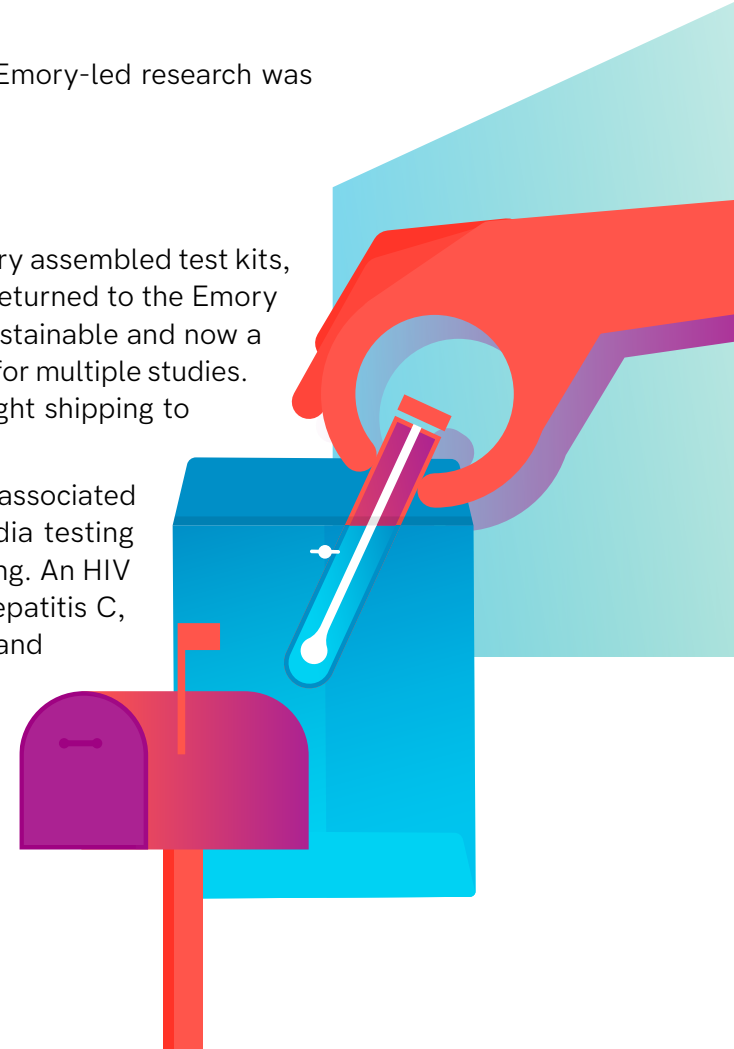 Emory-led research was
ry assembled test kits,
eturned to the Emory
stainable and now a
for multiple studies.
ght shipping to
associated
dia testing
ng. An HIV
epatitis C,
and